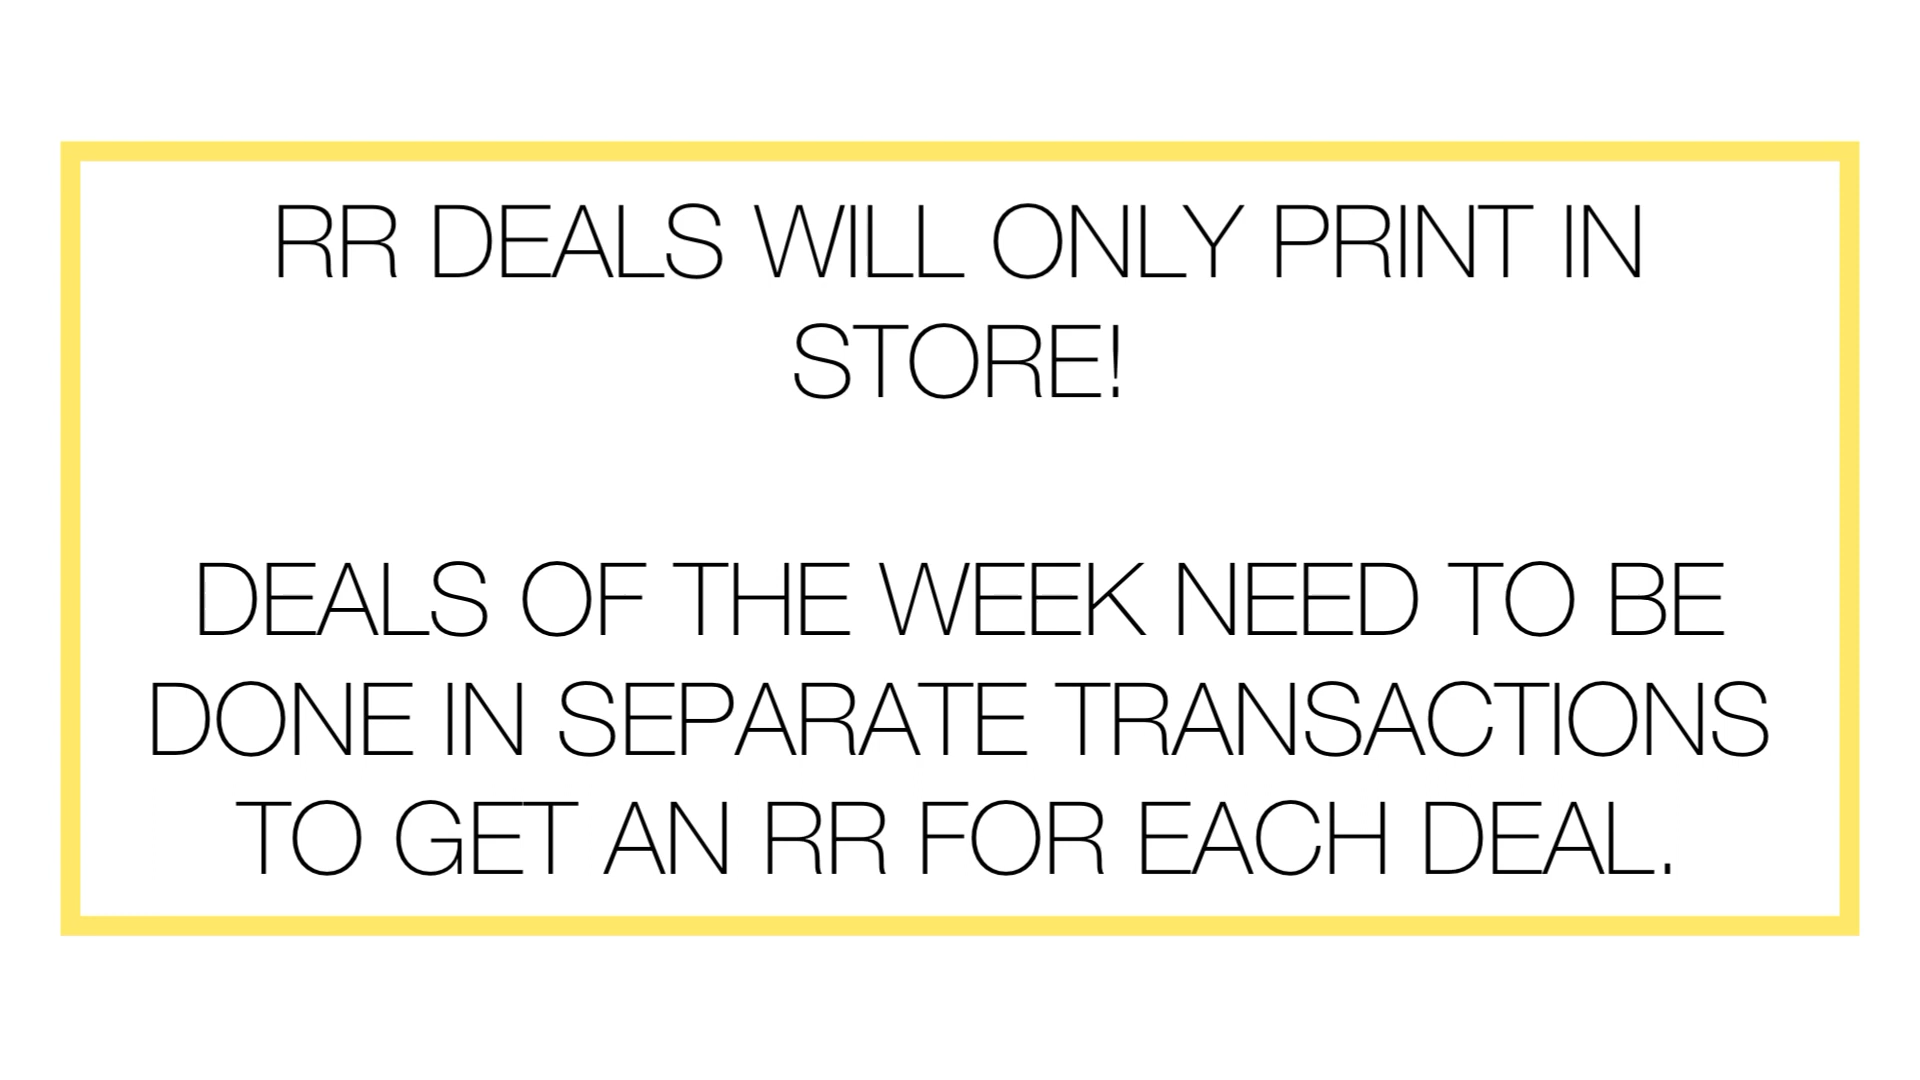 RR DEALS WILL ONLY PRINT IN
STORE!
DEALS OF THE WEEK NEED TO BE
DONE IN SEPARATE TRANSACTIONS
TO GET AN RR FOR EACH DEAL.